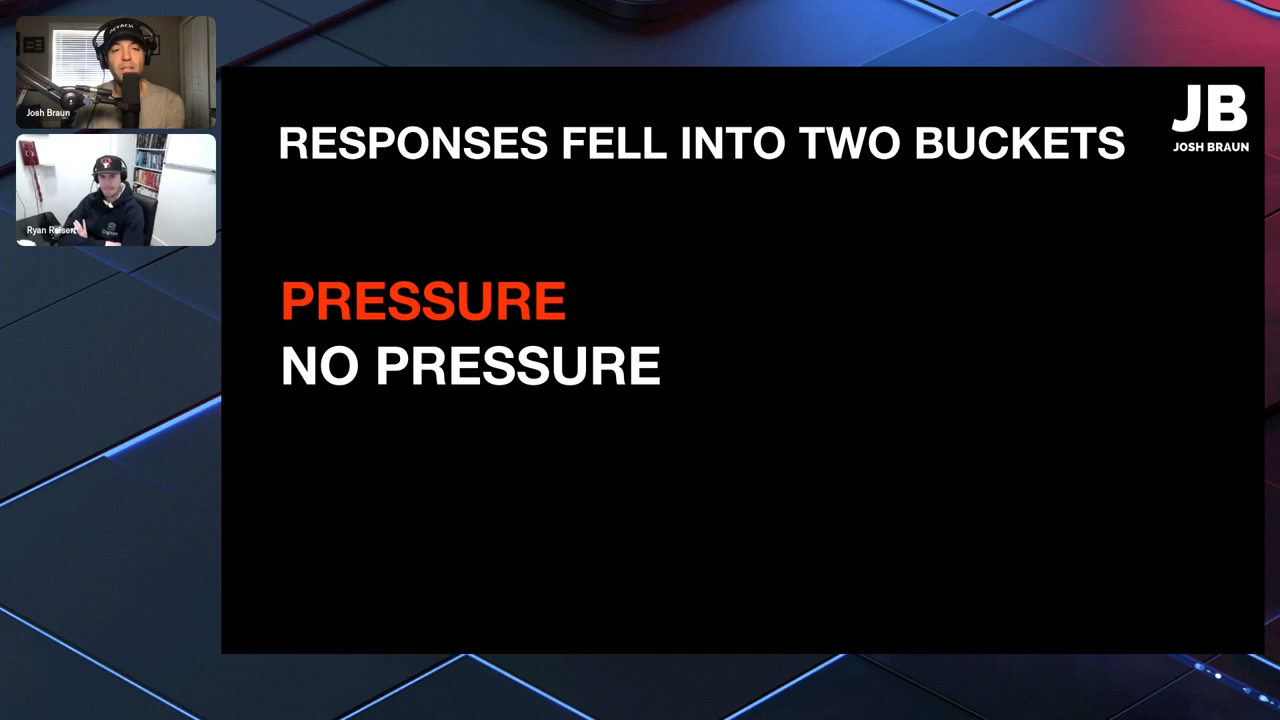 Josh Braun
Ryan Reisert
RESPONSES FELL INTO TWO BUCKETS
JB
JOSH BRAUN
PRESSURE
NO PRESSURE